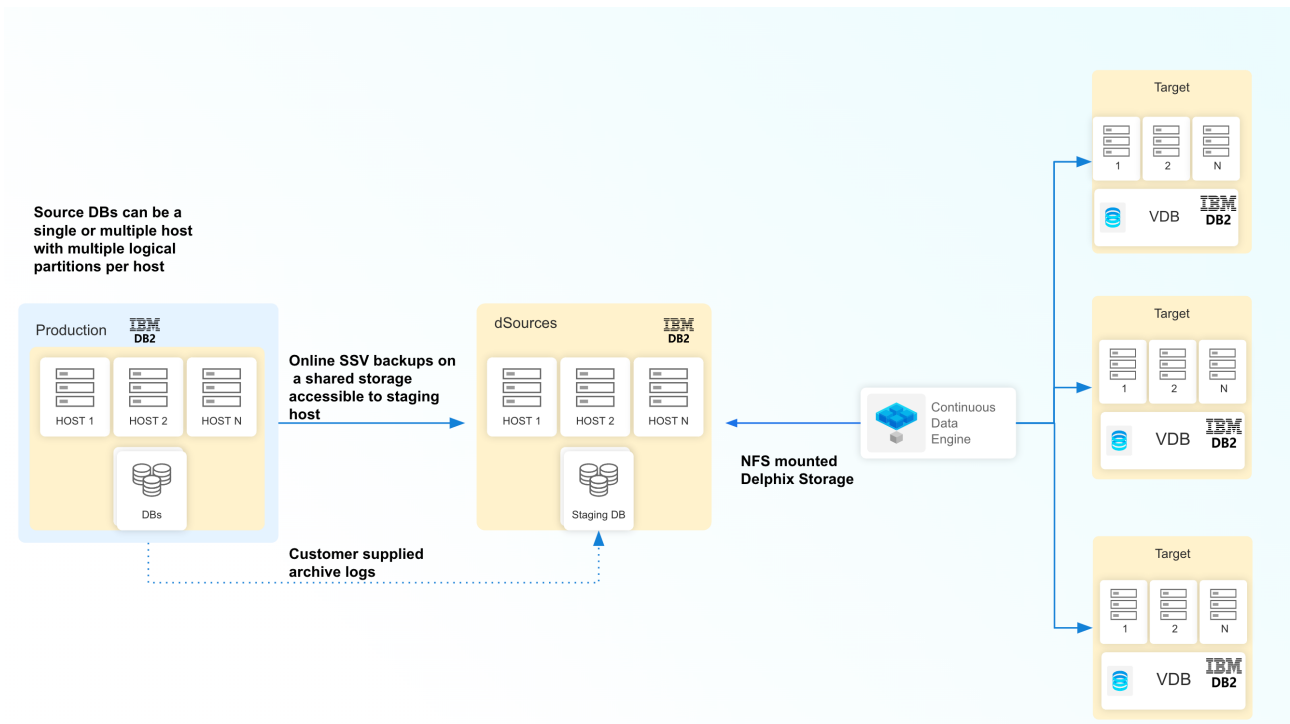 Source DBs can be a
single or multiple host
with multiple logical
partitions per host
Production
IBM
DB2
HOST 1
HOST 2
HOST N
DBs
Online SSV backups on
a shared storage
accessible to staging
host
Customer supplied
archive logs
dSources
IBM
DB2
HOST 1
HOST 2
HOST N
Staging DB
NFS mounted
Delphix Storage
Continuous
Data
Engine
Target
1
2
N
VDB
IBM
DB2
Target
1
2
N
VDB
IBM
DB2
Target
1
2
N
VDB
IBM
DB2